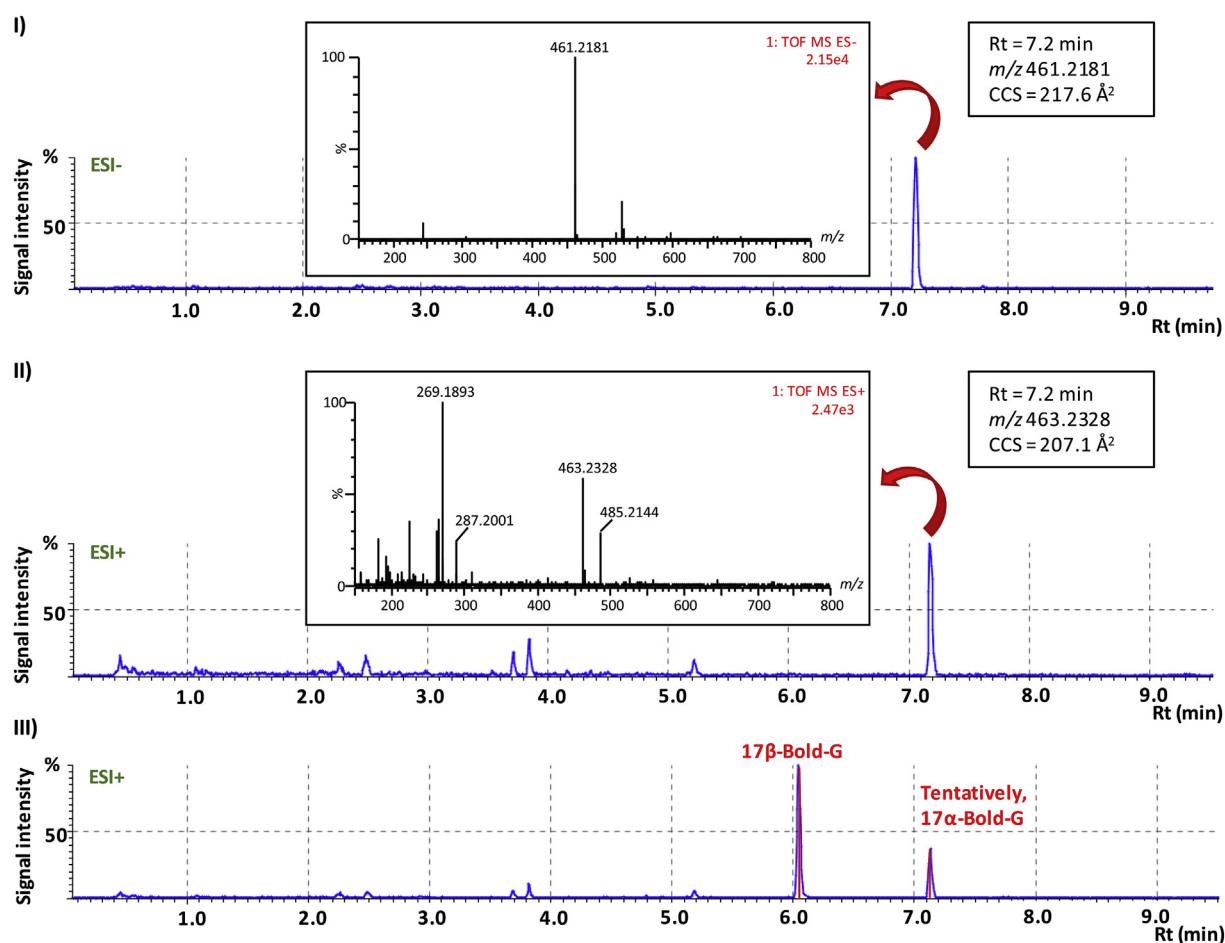 I)
1: TOF MS ES-
2.15e4
461.2181
100
%
0
200 300 400 500 600 700 800
m/z
Rt = 7.2 min
m/z 461.2181
CCS = 217.6 Å²
Signal intensity
%
50
ESI-
1.0 2.0 3.0 4.0 5.0 6.0 7.0 8.0 9.0
Rt (min)
II)
1: TOF MS ES+
2.47e3
269.1893
463.2328
287.2001
485.2144
100
%
0
200 300 400 500 600 700 800
m/z
Rt = 7.2 min
m/z 463.2328
CCS = 207.1 Å²
Signal intensity
%
50
ESI+
1.0 2.0 3.0 4.0 5.0 6.0 7.0 8.0 9.0
Rt (min)
III)
Signal intensity
%
50
ESI+
17β-Bold-G
Tentatively,
17α-Bold-G
1.0 2.0 3.0 4.0 5.0 6.0 7.0 8.0 9.0
Rt (min)